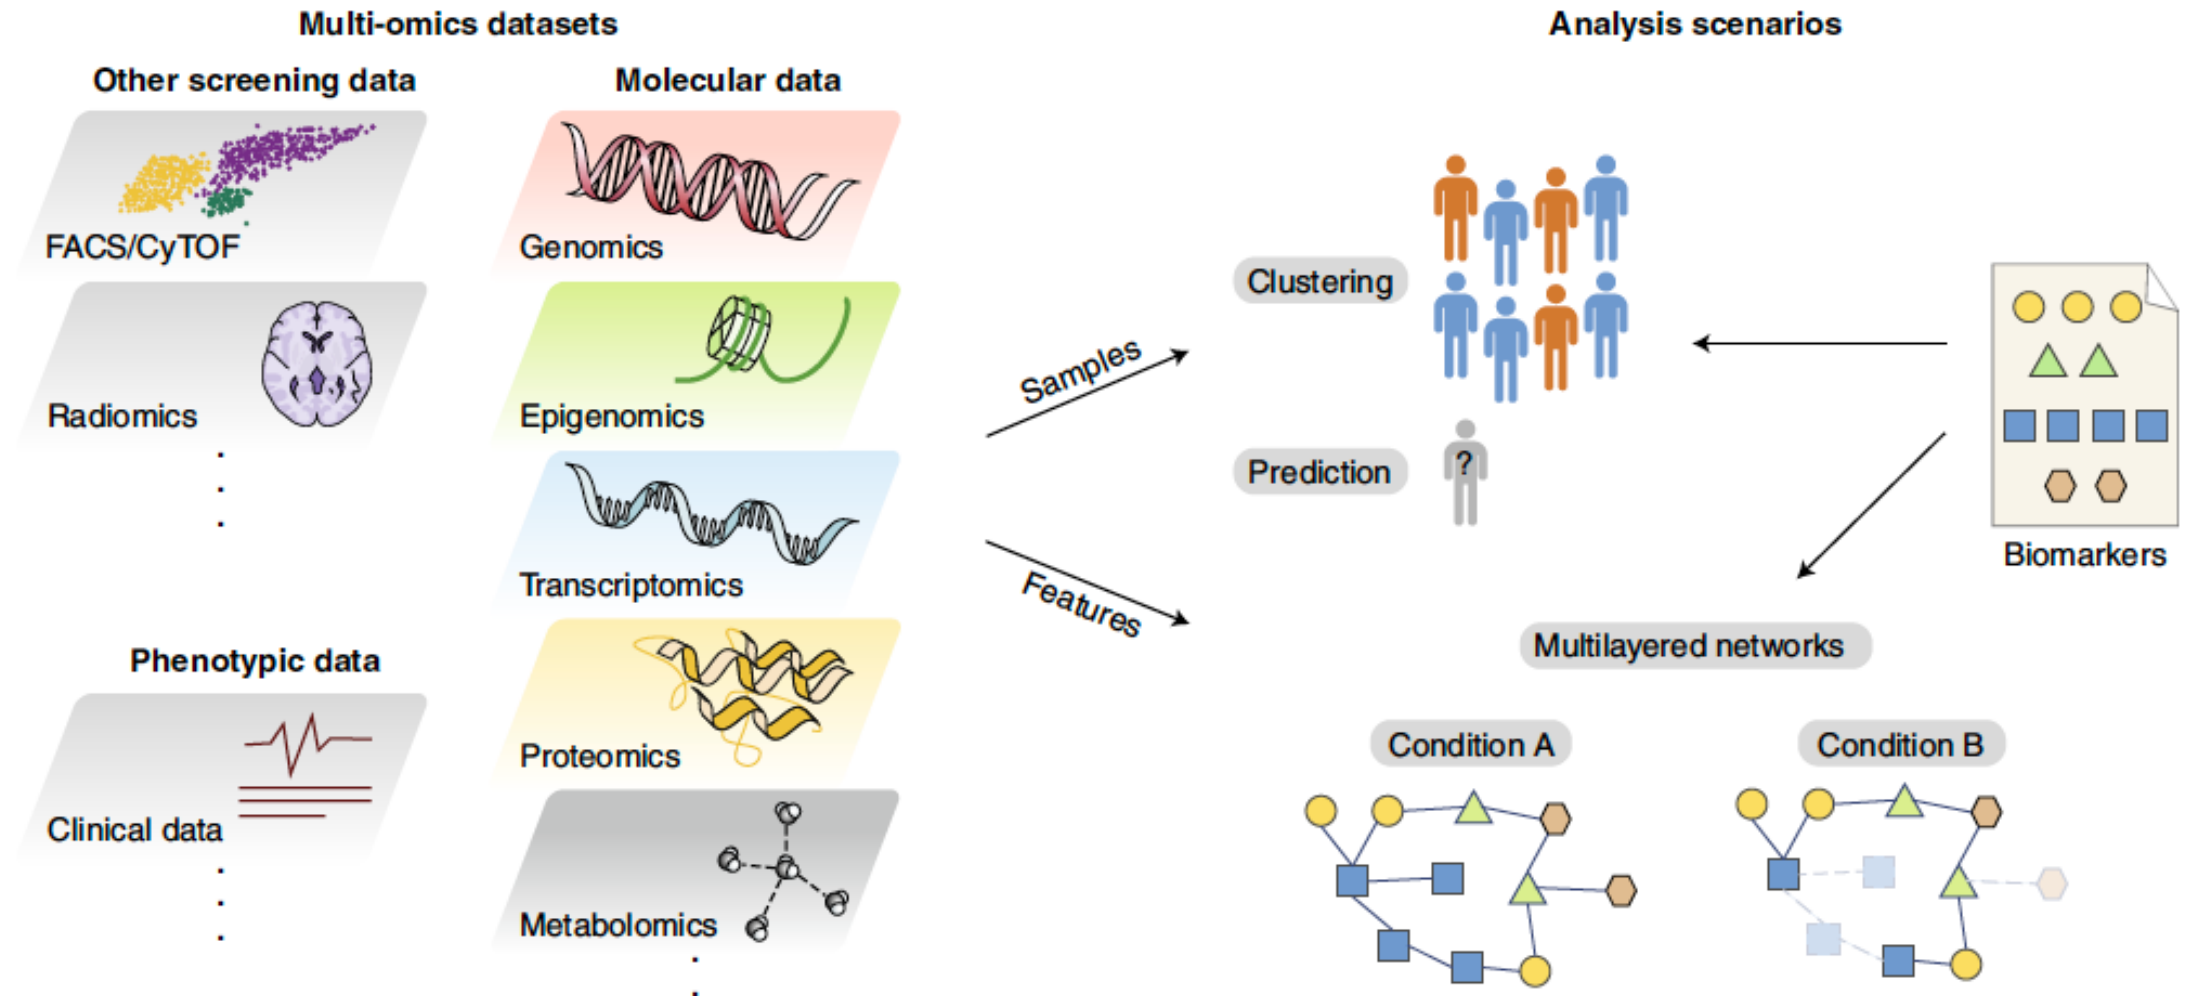 Multi-omics datasets
Other screening data
FACS/CyTOF
Radiomics
Phenotypic data
Clinical data
Molecular data
Genomics
Epigenomics
Transcriptomics
Proteomics
Metabolomics
Samples
Features
Analysis scenarios
Clustering
Prediction
?
Biomarkers
Multilayered networks
Condition A
Condition B